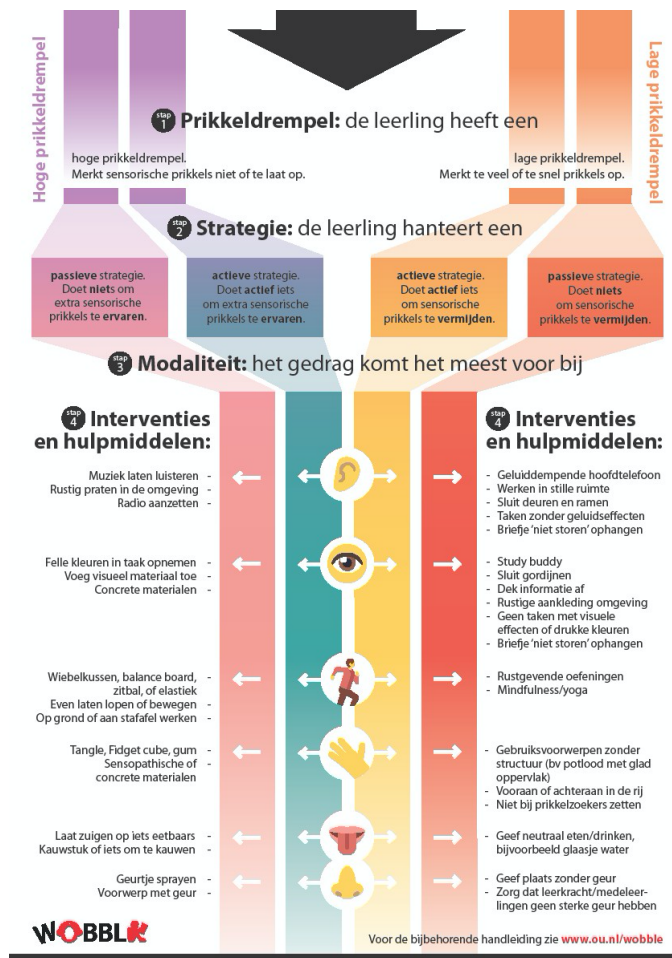 Hoge prikkeldrempel
Lage prikkeldrempel
stap
1
Prikkeldrempel: de leerling heeft een
hoge prikkeldrempel.
Merkt sensorische prikkels niet of te laat op.
lage prikkeldrempel.
Merkt te veel of te snel prikkels op.
stap
2
Strategie: de leerling hanteert een
passieve strategie.
Doet niets om
extra sensorische
prikkels te ervaren.
actieve strategie.
Doet actief iets
om extra sensorische
prikkels te ervaren.
actieve strategie.
Doet actief iets
om sensorische
prikkels te vermijden.
passieve strategie.
Doet niets
om sensorische
prikkels te vermijden.
stap
3
Modaliteit: het gedrag komt het meest voor bij
stap
4
Interventies
en hulpmiddelen:
Muziek laten luisteren -
Rustig praten in de omgeving -
Radio aanzetten -
Felle kleuren in taak opnemen -
Voeg visueel materiaal toe -
Concrete materialen -
Wiebelkussen, balance board, -
zitbal, of elastiek
Even laten lopen of bewegen -
Op grond of aan stafafel werken -
Tangle, Fidget cube, gum -
Sensopathische of -
concrete materialen
Laat zuigen op iets eetbaars -
Kauwstuk of iets om te kauwen -
Geurtje sprayen -
Voorwerp met geur -
stap
4
Interventies
en hulpmiddelen:
- Geluiddempende hoofdtelefoon
- Werken in stille ruimte
- Sluit deuren en ramen
- Taken zonder geluidseffecten
- Briefje 'niet storen' ophangen
- Study buddy
- Sluit gordijnen
- Dek informatie af
- Rustige aankleding omgeving
- Geen taken met visuele
effecten of drukke kleuren
- Briefje 'niet storen' ophangen
- Rustgevende oefeningen
- Mindfulness/yoga
- Gebruiksvoorwerpen zonder
structuur (bv potlood met glad
oppervlak)
- Vooraan of achteraan in de rij
- Niet bij prikkelzoekers zetten
- Geef neutraal eten/drinken,
bijvoorbeeld glaasje water
- Geef plaats zonder geur
- Zorg dat leerkracht/medeleer-
lingen geen sterke geur hebben
WOBBLE
Voor de bijbehorende handleiding zie www.ou.nl/wobble